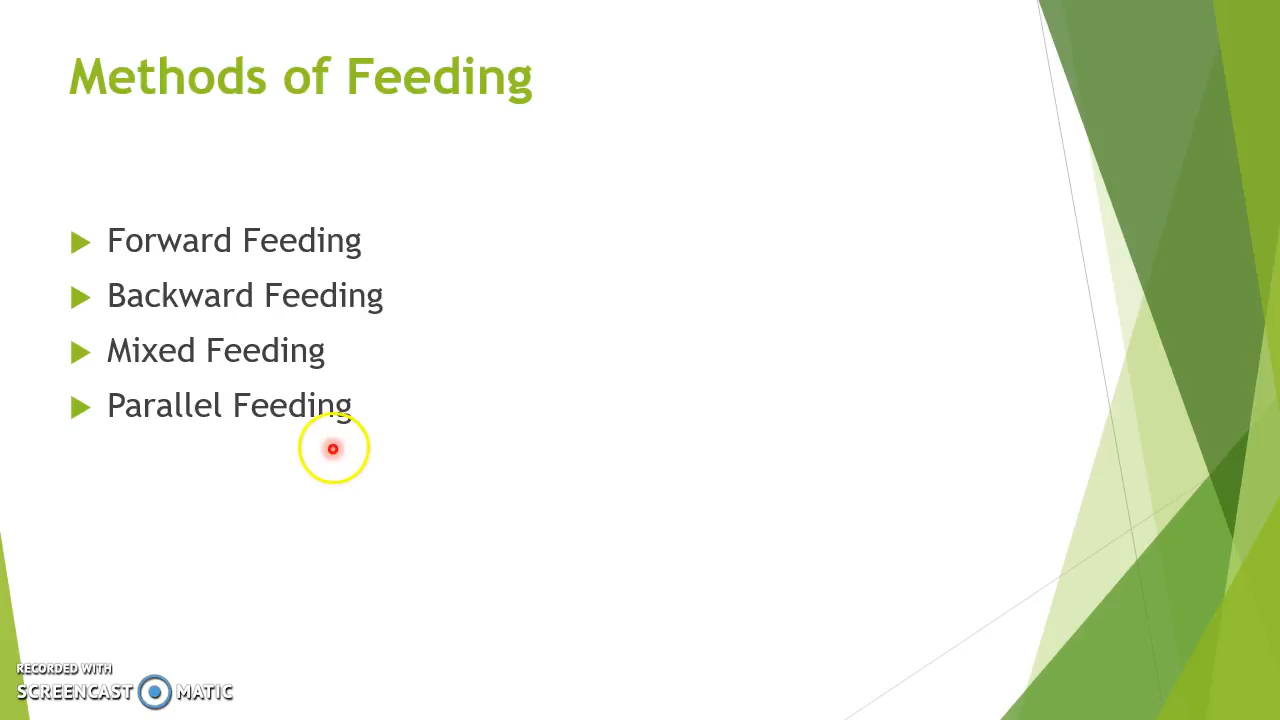 Methods of Feeding
Forward Feeding
Backward Feeding
Mixed Feeding
Parallel Feeding
RECORDED WITH
SCREENCAST MATIC